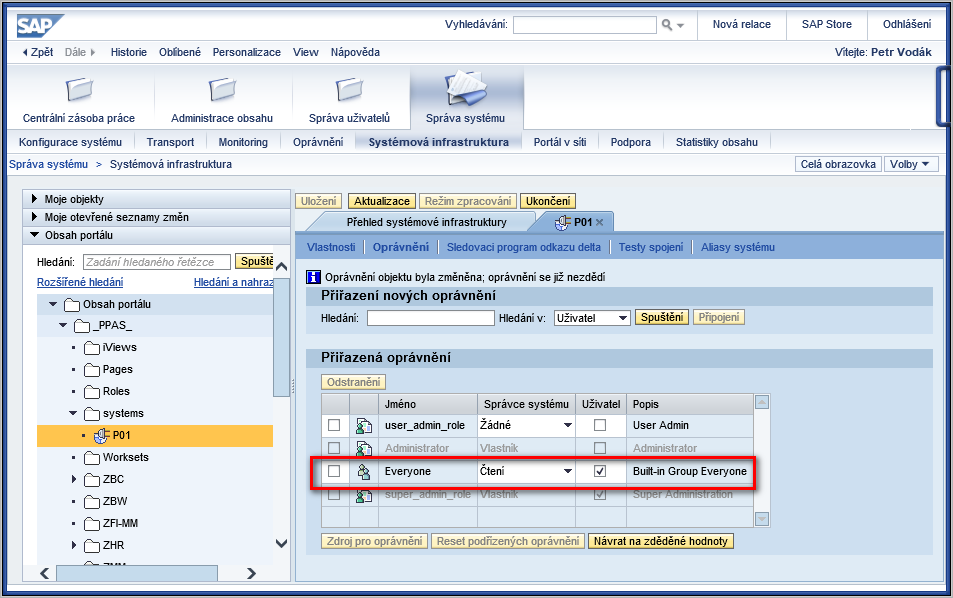 SAP Vyhledávání: Nová relace SAP Store Odhlášení
Zpět Dále Historie Oblíbené Personalizace View Nápověda Vítejte: Petr Vodák
Centrální zásoba práce Administrace obsahu Správa uživatelů Správa systému
Konfigurace systému Transport Monitoring Oprávnění Systémová infrastruktura Portál v síti Podpora Statistiky obsahu
Správa systému > Systémová infrastruktura Celá obrazovka Volby
Moje objekty
Moje otevřené seznamy změn
Obsah portálu
Hledání: Zadání hledaného řetězce Spuště
Rozšířené hledání Hledání a nahraz
Obsah portálu
_PPAS_
iViews
Pages
Roles
systems
P01
Worksets
ZBC
ZBW
ZFI-MM
ZHR
Uložení Aktualizace Režim zpracování Ukončení
Přehled systémové infrastruktury P01
Vlastnosti Oprávnění Sledovací program odkazu delta Testy spojení Aliasy systému
Oprávnění objektu byla změněna; oprávnění se již nezdědí
Přiřazení nových oprávnění
Hledání: Hledání v: Uživatel Spuštění Připojení
Přiřazená oprávnění
Odstranění
Jméno Správce systému Uživatel Popis
user_admin_role Žádné User Admin
Administrator Vlastník Administrator
Everyone Čtení Built-in Group Everyone
super_admin_role Vlastník Super Administration
Zdroj pro oprávnění Reset podřízených oprávnění Návrat na zděděné hodnoty